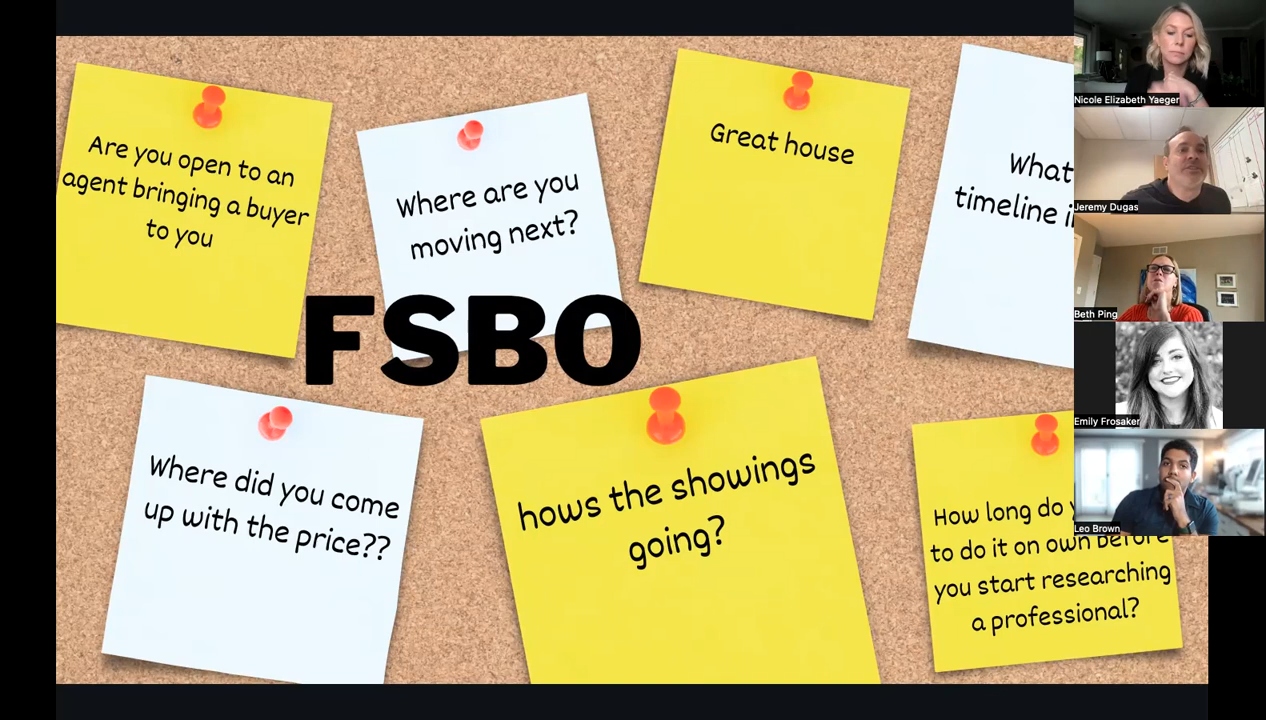 Are you open to an
agent bringing a buyer
to you
Where are you
moving next?
Great house
What
timeline
FSBO
Where did you come
up with the price??
hows the showings
going?
How long do
to do it on own before
you start researching
a professional?
Nicole Elizabeth Yaeger
Jeremy Dugas
Beth Ping
Emily Frosaker
Leo Brown